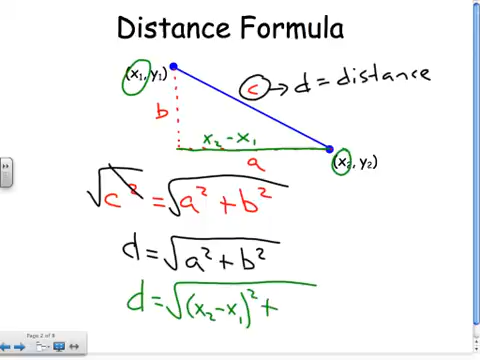 Distance Formula
(x₁, y₁)
c → d = distance
b
x₂-x₁
a
(x₂, y₂)
√c² = √a² + b²
d = √a² + b²
d = √(x₂-x₁)² +
Page 2 of 8